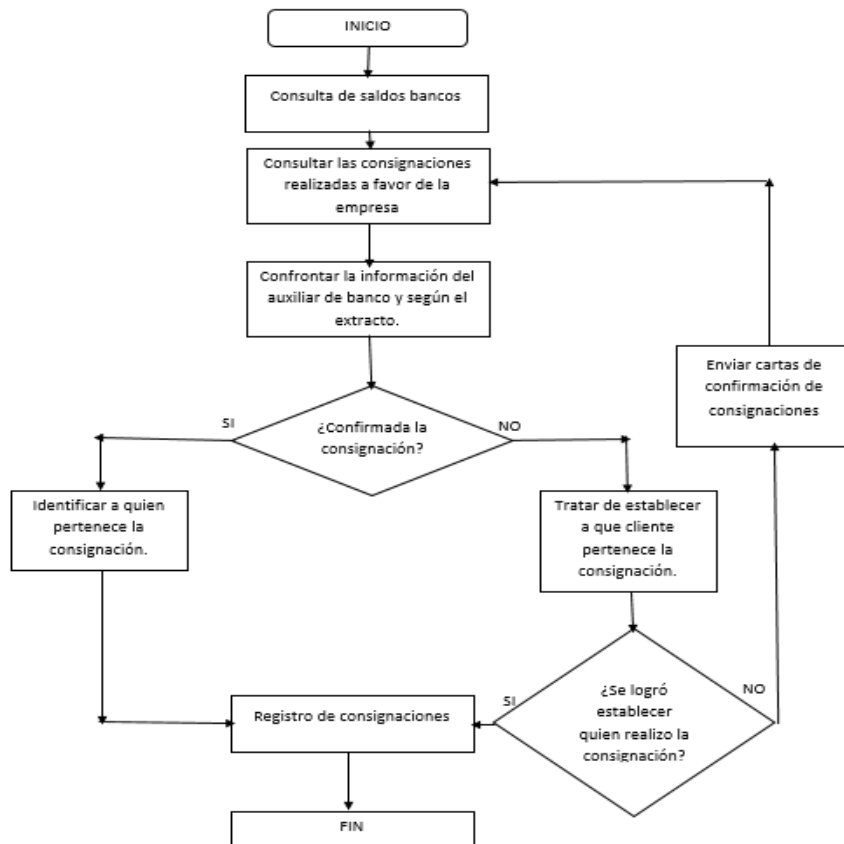 INICIO
Consulta de saldos bancos
Consultar las consignaciones
realizadas a favor de la
empresa
Confrontar la información del
auxiliar de banco y según el
extracto.
Enviar cartas de
confirmación de
consignaciones
SI
¿Confirmada la
consignación?
NO
Identificar a quien
pertenece la
consignación.
Tratar de establecer
a que cliente
pertenece la
consignación.
Registro de consignaciones
SI
¿Se logró
establecer
quien realizo la
consignación?
NO
FIN